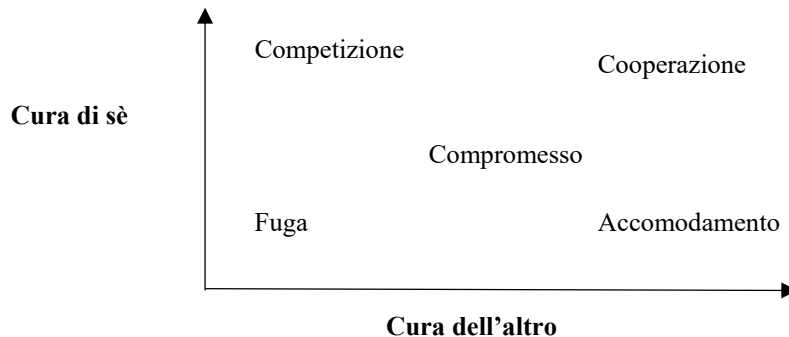 Competizione
Cooperazione
Cura di sè
Compromesso
Fuga
Accomodamento
Cura dell’altro